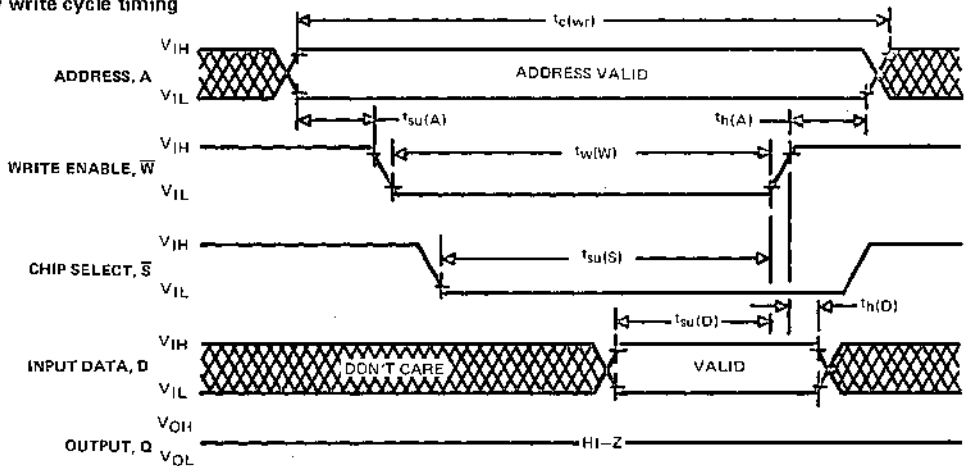 write cycle timing
tc(wr)
VIH
ADDRESS, A
ADDRESS VALID
VIL
tsu(A)
th(A)
VIH
WRITE ENABLE, W̅
tw(W)
VIL
VIH
CHIP SELECT, S̅
tsu(S)
VIL
th(D)
tsu(D)
VIH
INPUT DATA, D
DON'T CARE
VALID
VIL
VOH
OUTPUT, Q
HI–Z
VOL